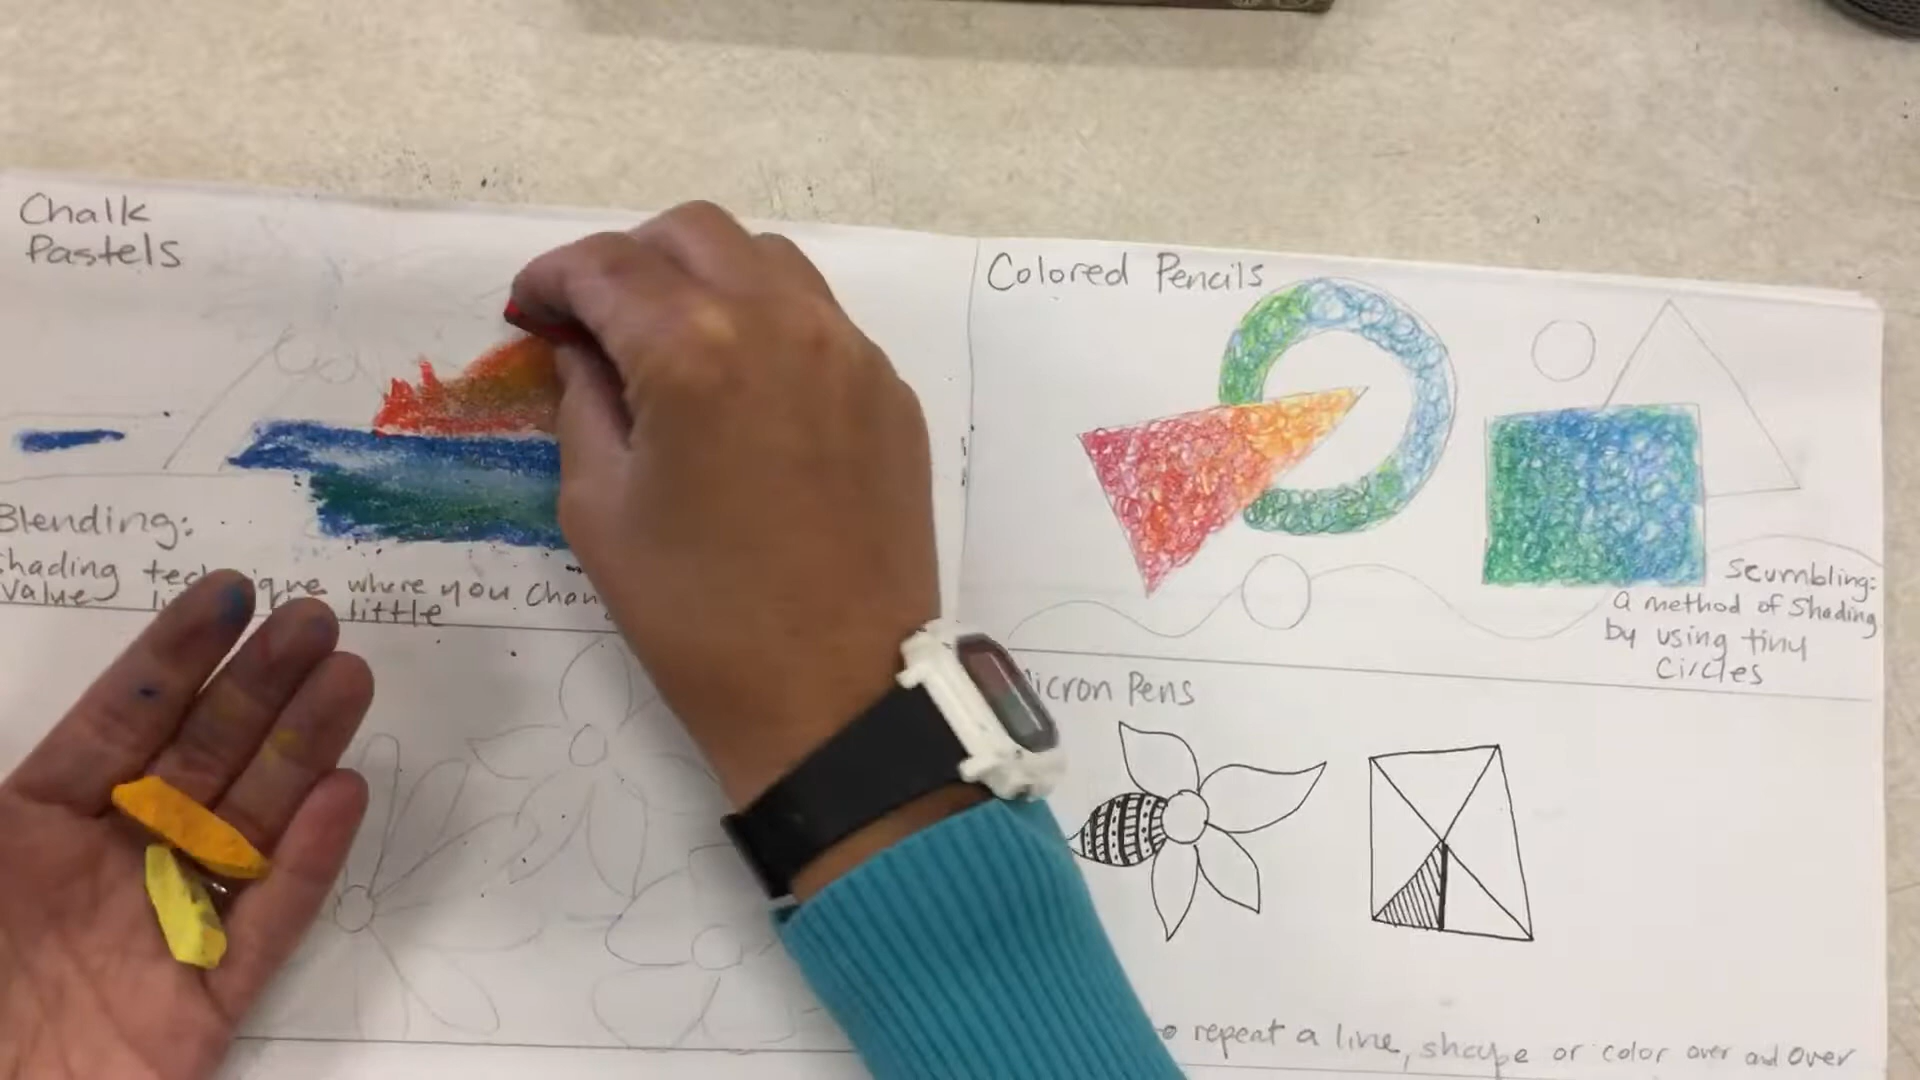 Chalk
Pastels
Blending:
hading technique where you Chan
Value little
Colored Pencils
Scumbling:
a method of Shading
by using tiny
Circles
icron Pens
repeat a line, shape or color over and over